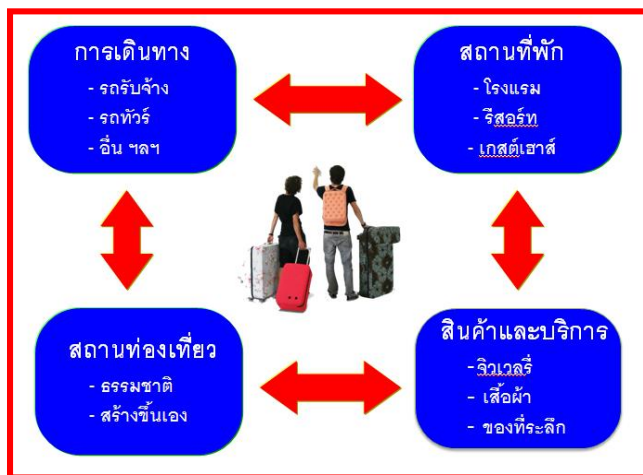 การเดินทาง
- รถรับจ้าง
- รถทัวร์
- อื่น ฯลฯ
สถานที่พัก
- โรงแรม
- รีสอร์ท
- เกสต์เฮาส์
สถานท่องเที่ยว
- ธรรมชาติ
- สร้างขึ้นเอง
สินค้าและบริการ
- จิวเวลรี่
- เสื้อผ้า
- ของที่ระลึก